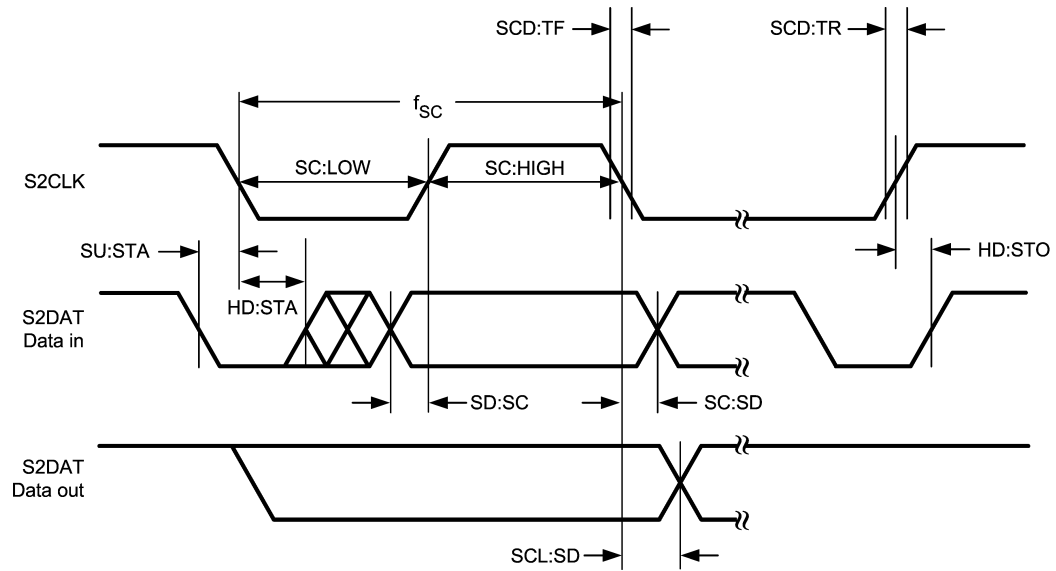 SCD:TF
SCD:TR
fSC
SC:LOW
SC:HIGH
S2CLK
SU:STA
HD:STO
HD:STA
S2DAT
Data in
SD:SC
SC:SD
S2DAT
Data out
SCL:SD